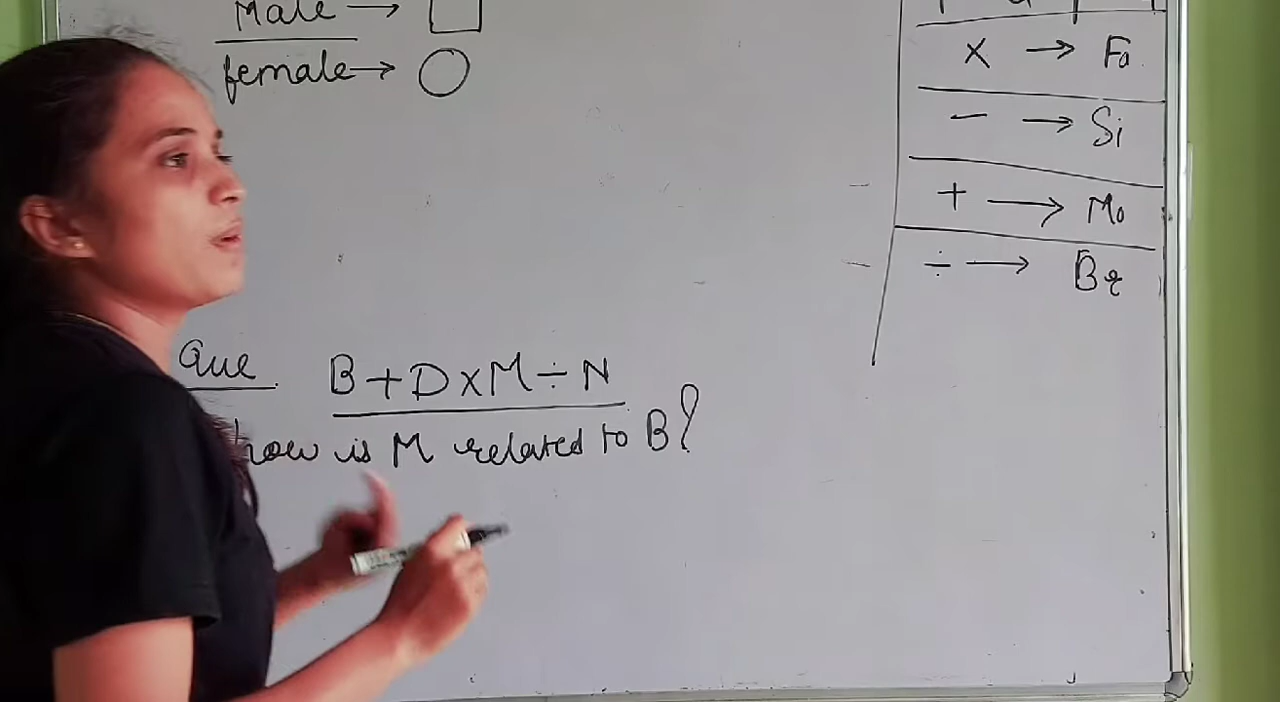 Male →
female →
× → Fa
- → Si
+ → Mo
÷ → Br
Que B+D×M÷N
how is M related to B?